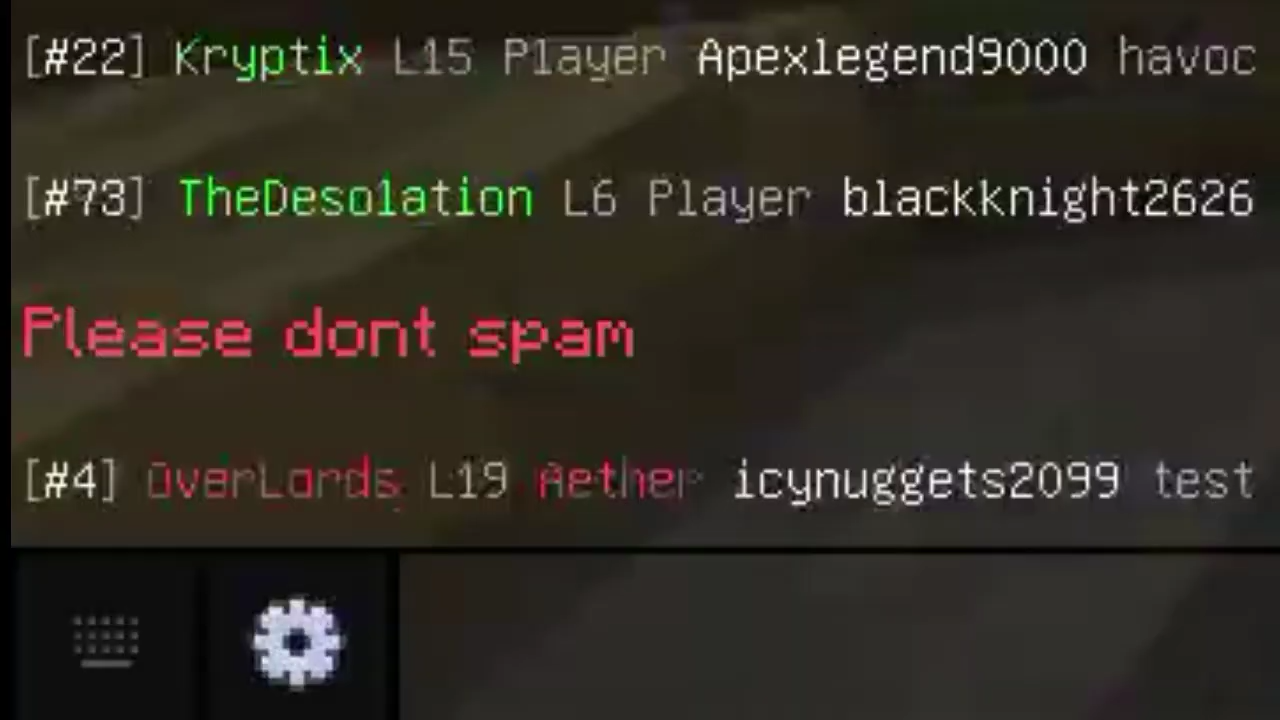 [#22] Kryptix L15 Player Apexlegend9000 havoc
[#73] TheDesolation L6 Player blackknight2626
Please dont spam
[#4] OverLords L19 Aether icynuggets2099 test